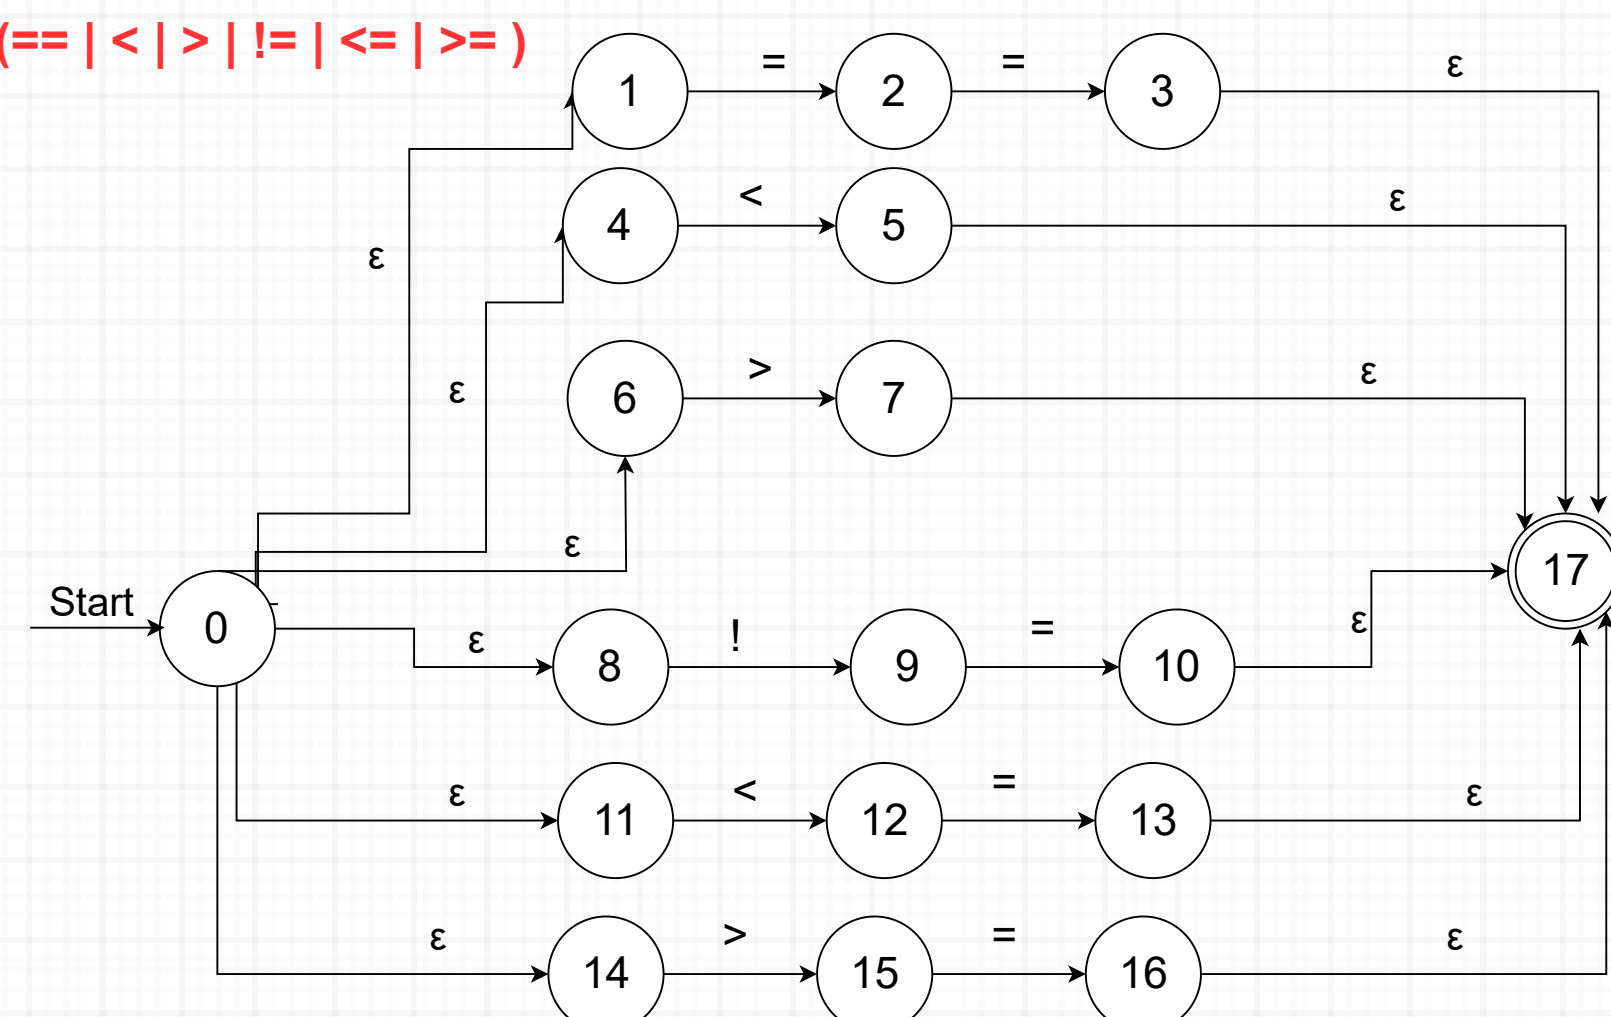 (== | < | > | != | <= | >= )
1 = 2 = 3 ε
4 < 5 ε
ε
6 > 7 ε
ε
ε
Start 0 17
8 ! 9 = 10 ε
ε
11 < 12 = 13 ε
ε
14 > 15 = 16 ε
ε